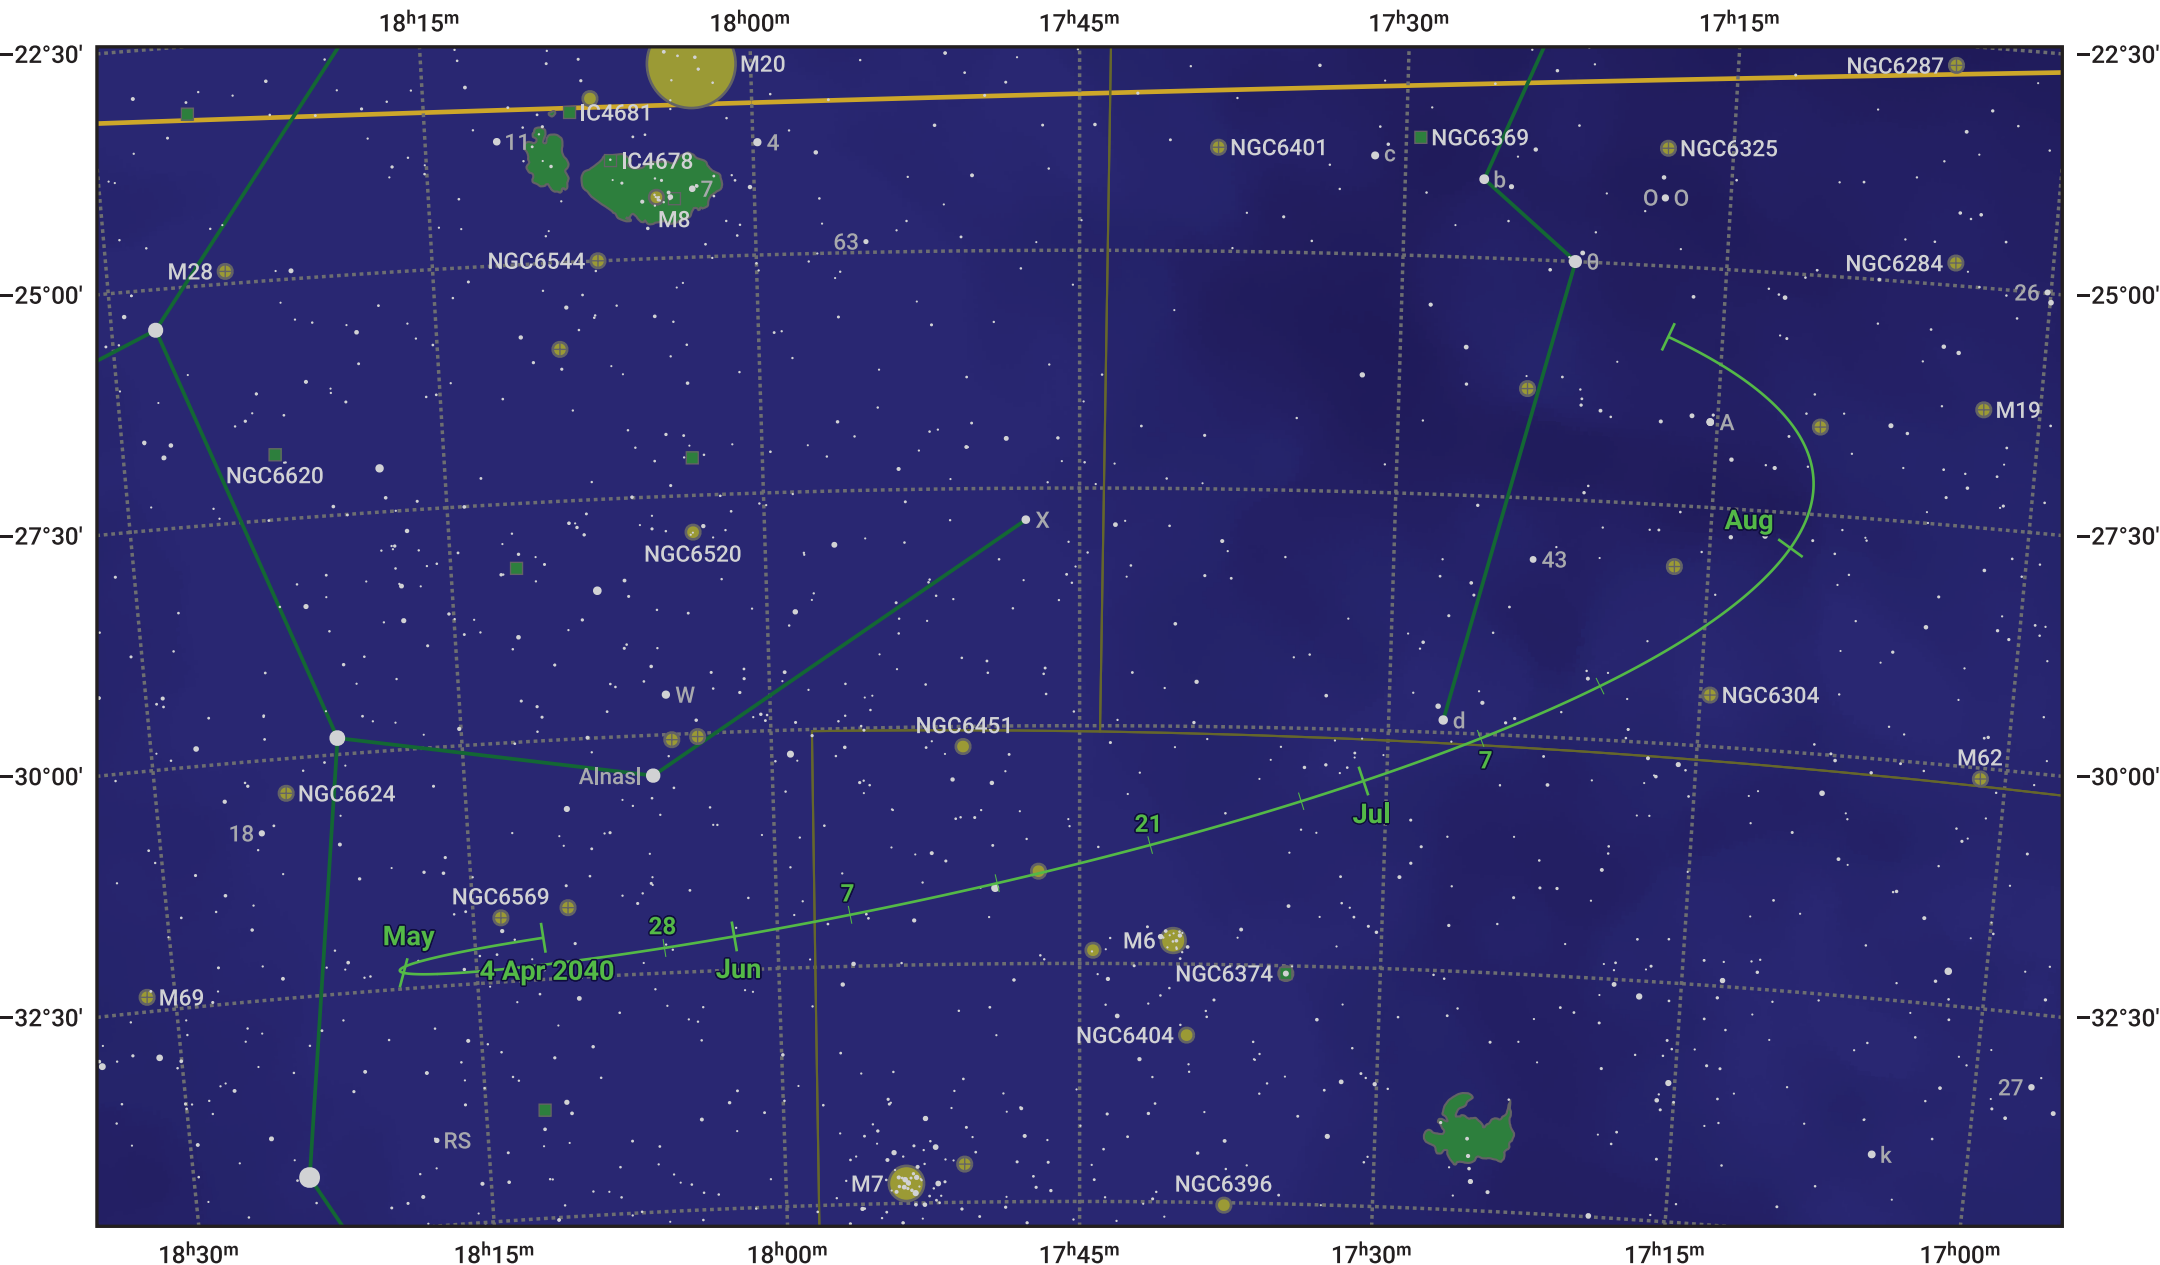 18ʰ15ᵐ 18ʰ00ᵐ 17ʰ45ᵐ 17ʰ30ᵐ 17ʰ15ᵐ
−22°30' M20 NGC6287 −22°30'
IC4681
11 4 NGC6401 c NGC6369 NGC6325
IC4678
7 b O O
M8
63
M28 NGC6544 0 NGC6284
−25°00' 26 −25°00'
A M19
NGC6620
X Aug
−27°30' −27°30'
NGC6520 43
W NGC6304
NGC6451 d
7 M62
−30°00' Alnasl −30°00'
NGC6624 Jul
18 21
NGC6569 7
May 28 M6
4 Apr 2040 Jun NGC6374
M69
−32°30' −32°30'
NGC6404
27
RS k
M7 NGC6396
18ʰ30ᵐ 18ʰ15ᵐ 18ʰ00ᵐ 17ʰ45ᵐ 17ʰ30ᵐ 17ʰ15ᵐ 17ʰ00ᵐ